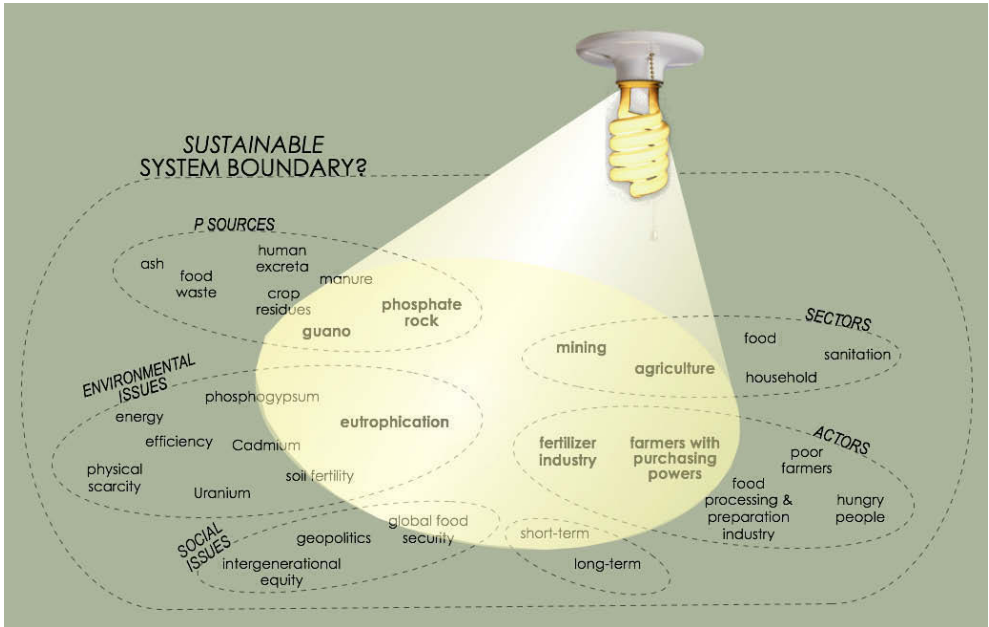 SUSTAINABLE
SYSTEM BOUNDARY?
P SOURCES
ash
food
waste
human
excreta
manure
crop
residues
guano
phosphate
rock
SECTORS
mining
agriculture
food
sanitation
household
ENVIRONMENTAL
ISSUES
energy
phosphogypsum
efficiency
Cadmium
eutrophication
physical
scarcity
Uranium
soil fertility
ACTORS
fertilizer
industry
farmers with
purchasing
powers
poor
farmers
food
processing &
preparation
industry
hungry
people
SOCIAL
ISSUES
geopolitics
global food
security
intergenerational
equity
short-term
long-term